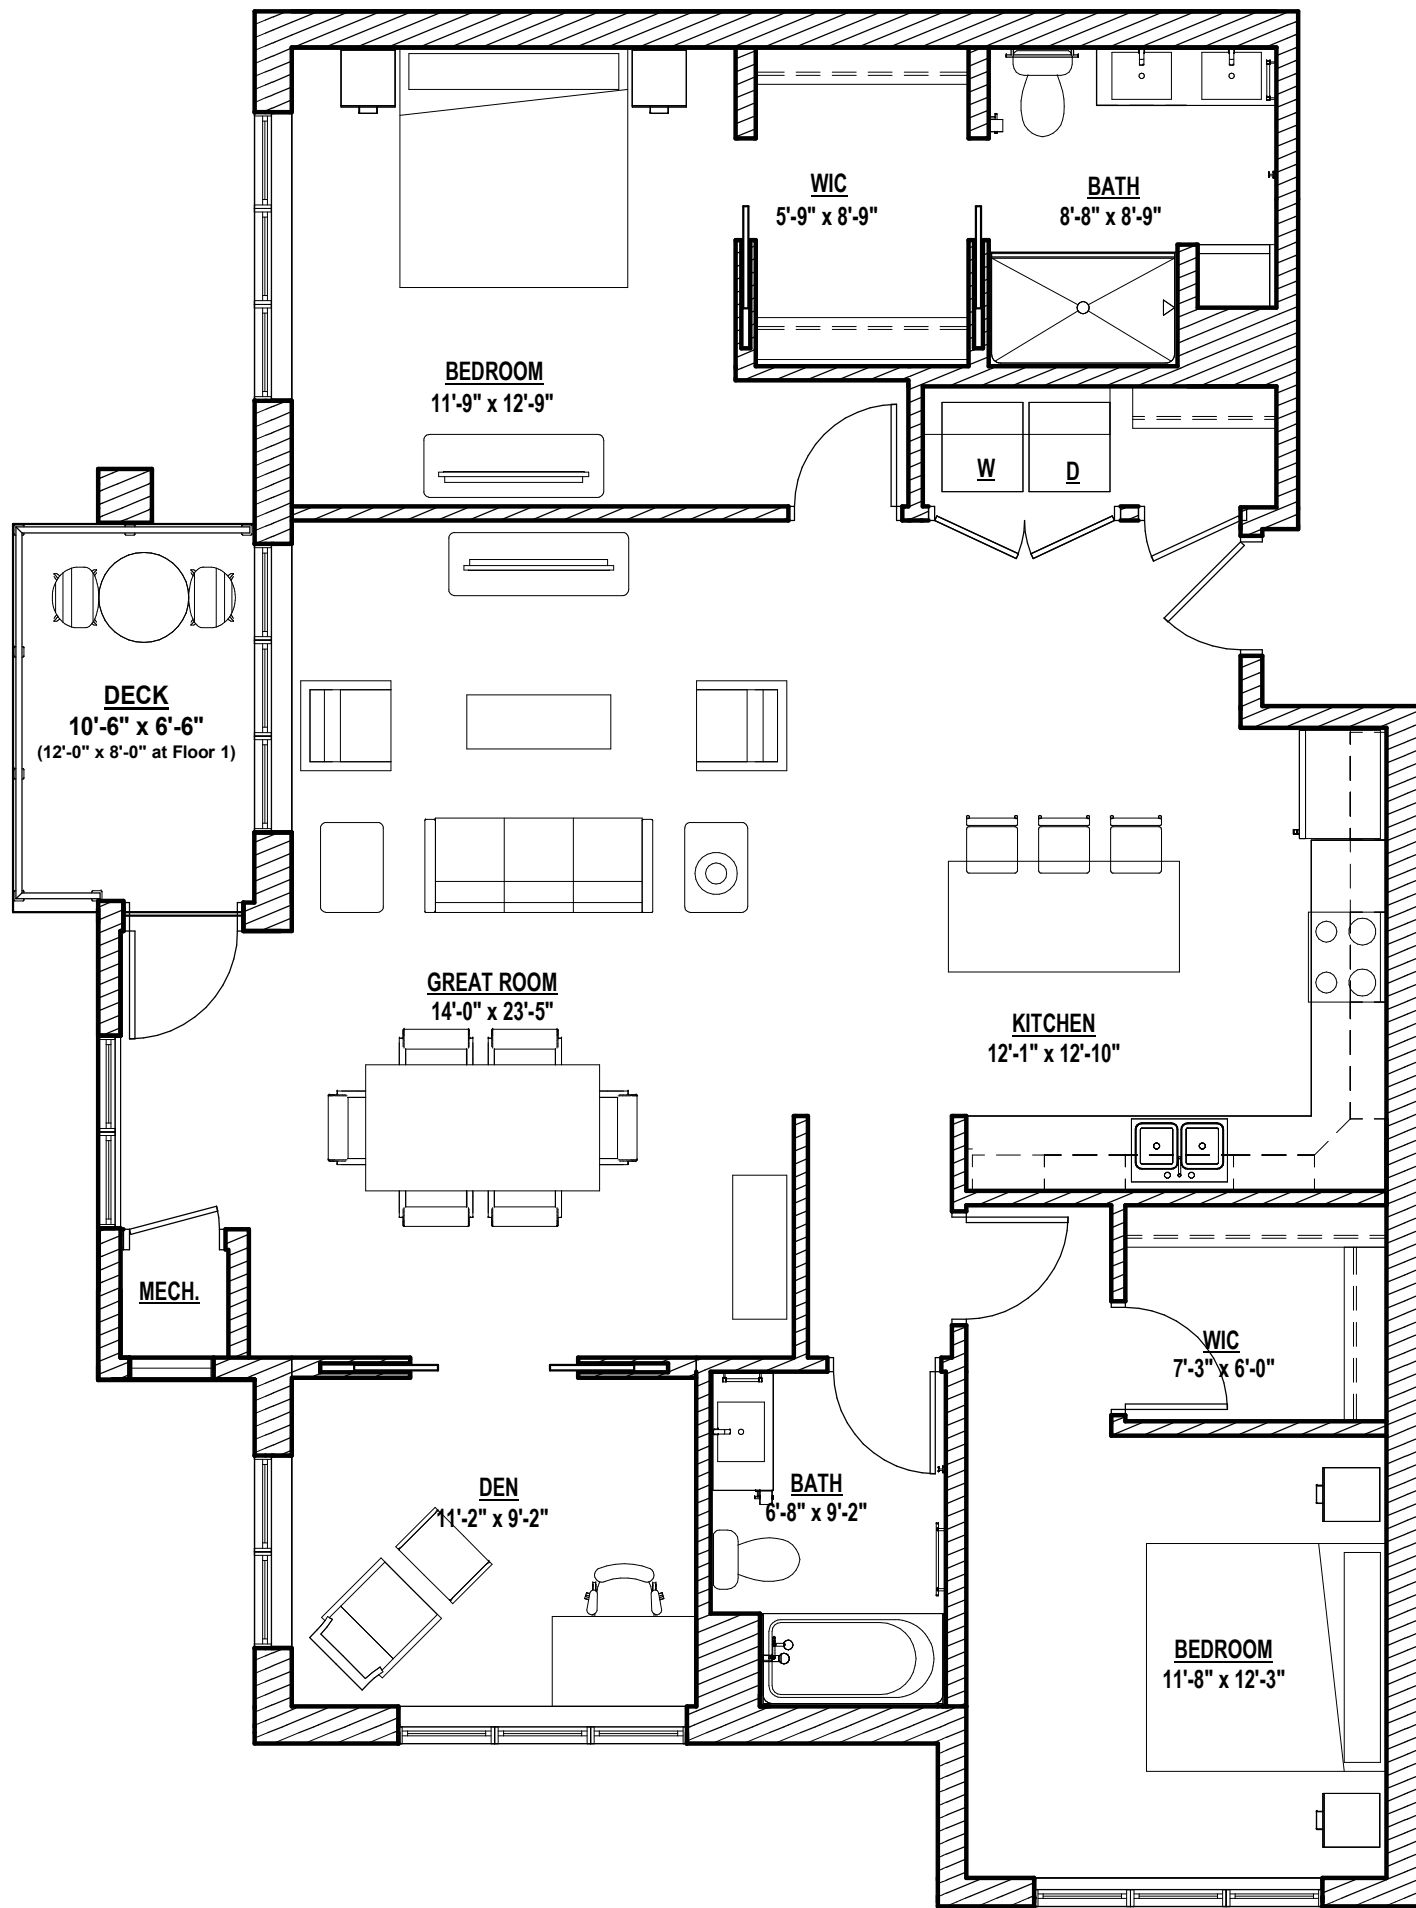 WIC
5'-9" x 8'-9"
BATH
8'-8" x 8'-9"
BEDROOM
11'-9" x 12'-9"
W
D
DECK
10'-6" x 6'-6"
(12'-0" x 8'-0" at Floor 1)
GREAT ROOM
14'-0" x 23'-5"
KITCHEN
12'-1" x 12'-10"
MECH.
WIC
7'-3" x 6'-0"
DEN
11'-2" x 9'-2"
BATH
6'-8" x 9'-2"
BEDROOM
11'-8" x 12'-3"